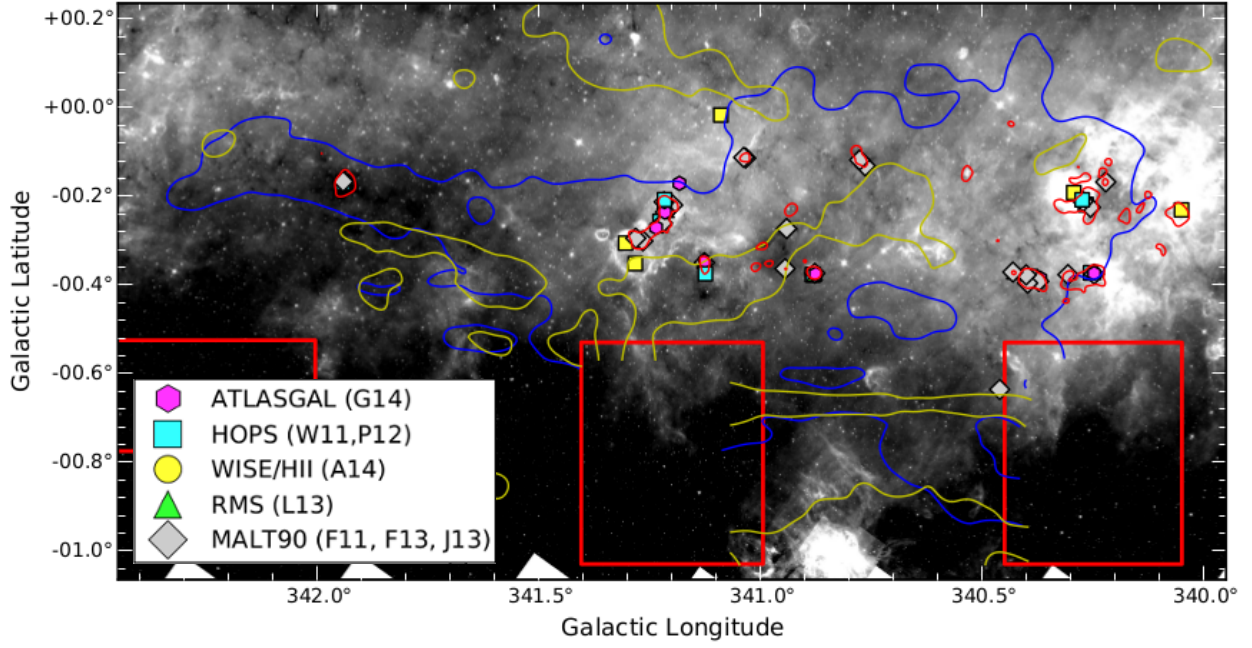 +00.2°
+00.0°
-00.2°
-00.4°
-00.6°
-00.8°
-01.0°
Galactic Latitude
ATLASGAL (G14)
HOPS (W11,P12)
WISE/HII (A14)
RMS (L13)
MALT90 (F11, F13, J13)
342.0° 341.5° 341.0° 340.5° 340.0°
Galactic Longitude